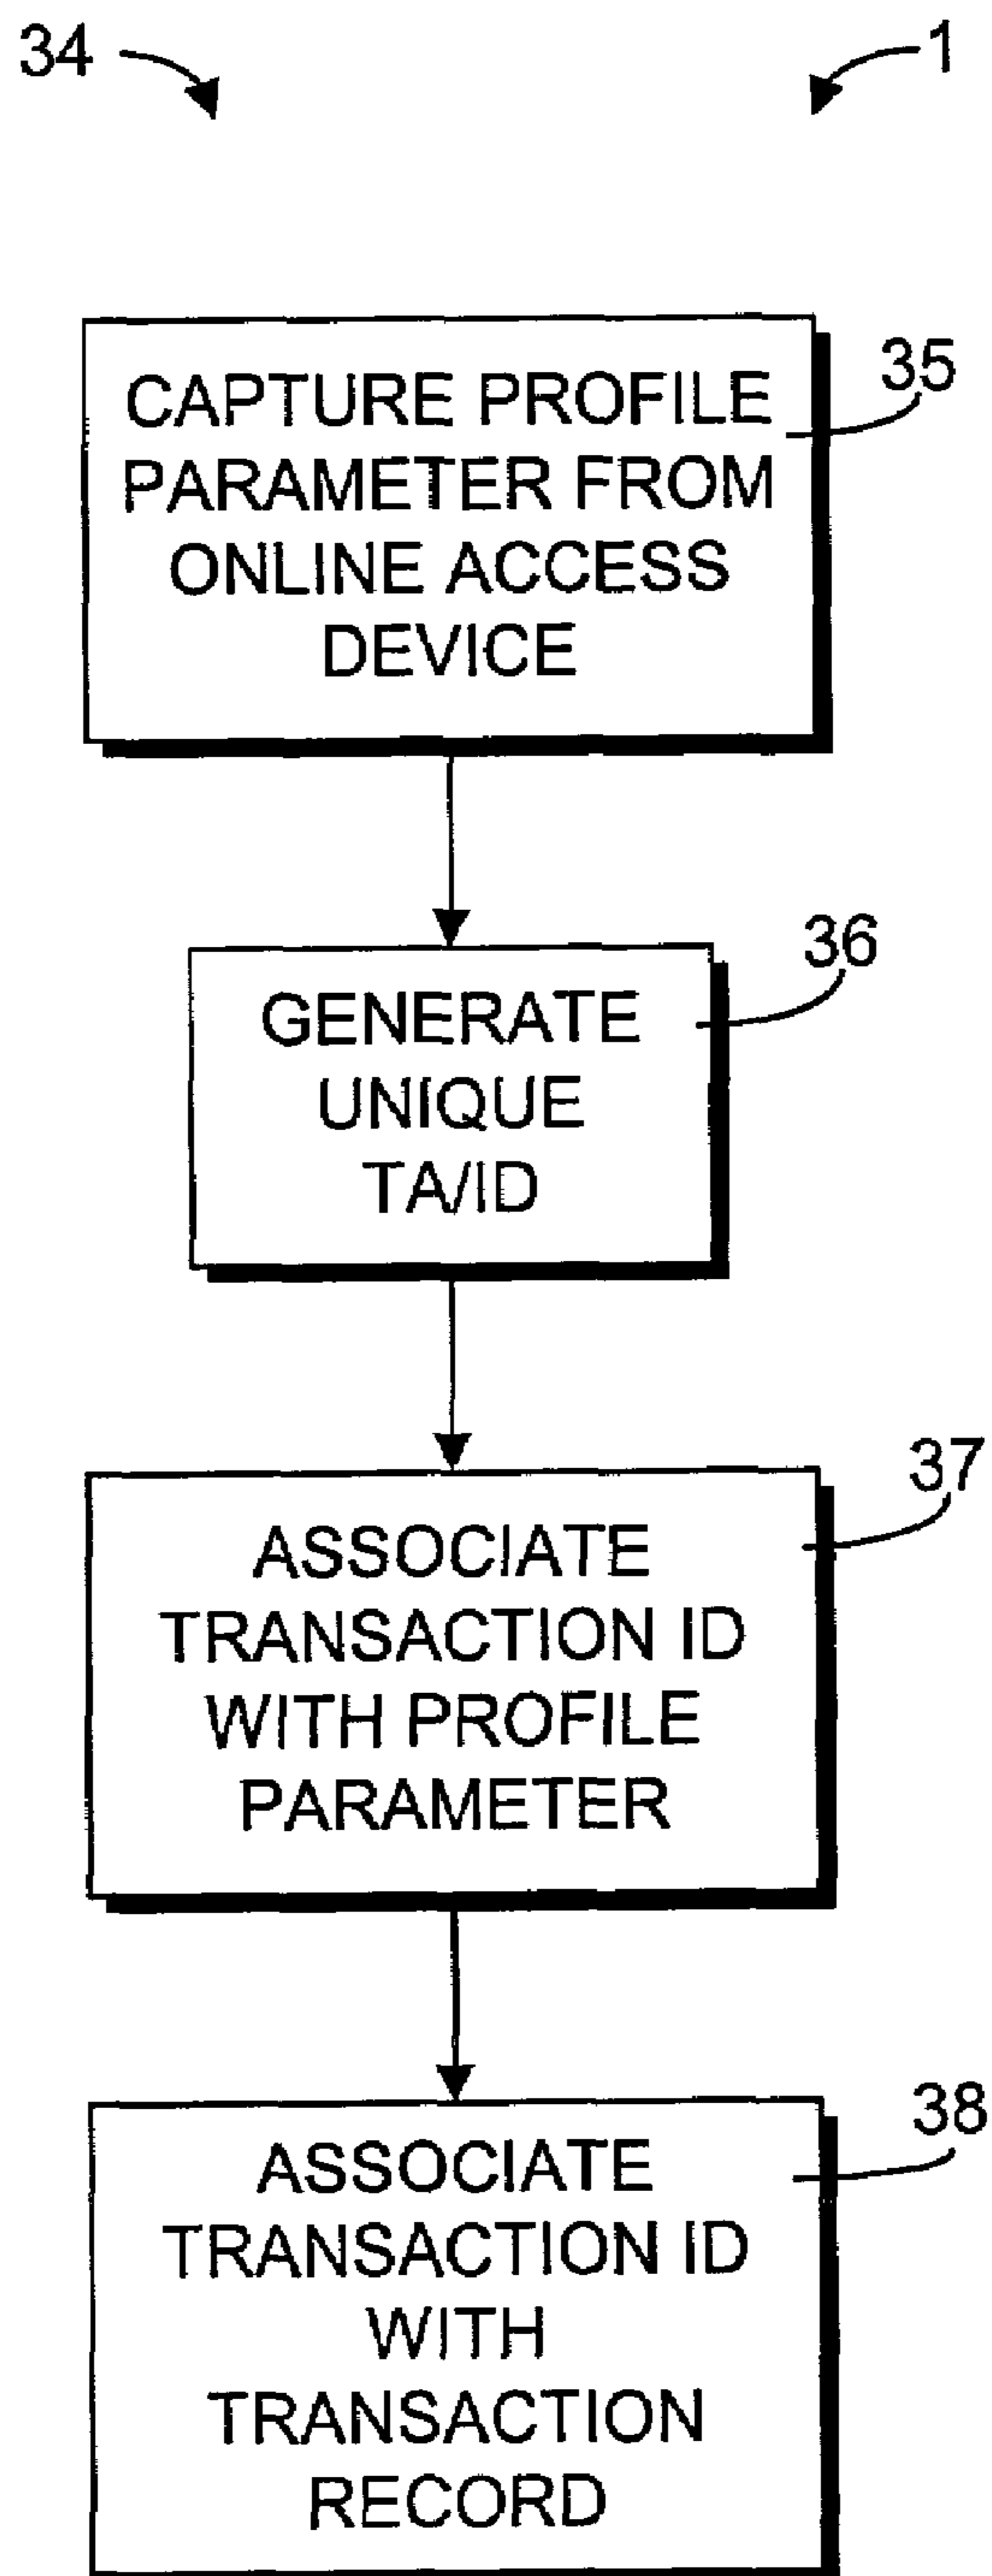 34
1
CAPTURE PROFILE
PARAMETER FROM
ONLINE ACCESS
DEVICE
35
GENERATE
UNIQUE
TA/ID
36
ASSOCIATE
TRANSACTION ID
WITH PROFILE
PARAMETER
37
ASSOCIATE
TRANSACTION ID
WITH
TRANSACTION
RECORD
38